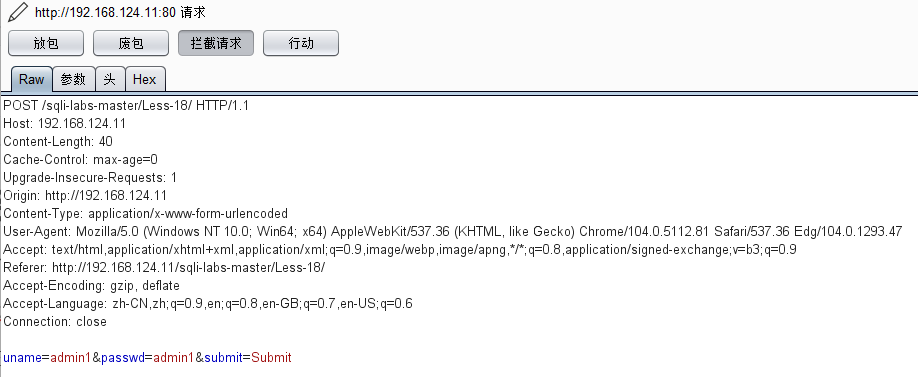 http://192.168.124.11:80 请求
放包 废包 拦截请求 行动
Raw 参数 头 Hex
POST /sqli-labs-master/Less-18/ HTTP/1.1
Host: 192.168.124.11
Content-Length: 40
Cache-Control: max-age=0
Upgrade-Insecure-Requests: 1
Origin: http://192.168.124.11
Content-Type: application/x-www-form-urlencoded
User-Agent: Mozilla/5.0 (Windows NT 10.0; Win64; x64) AppleWebKit/537.36 (KHTML, like Gecko) Chrome/104.0.5112.81 Safari/537.36 Edg/104.0.1293.47
Accept: text/html,application/xhtml+xml,application/xml;q=0.9,image/webp,image/apng,*/*;q=0.8,application/signed-exchange;v=b3;q=0.9
Referer: http://192.168.124.11/sqli-labs-master/Less-18/
Accept-Encoding: gzip, deflate
Accept-Language: zh-CN,zh;q=0.9,en;q=0.8,en-GB;q=0.7,en-US;q=0.6
Connection: close
uname=admin1&passwd=admin1&submit=Submit